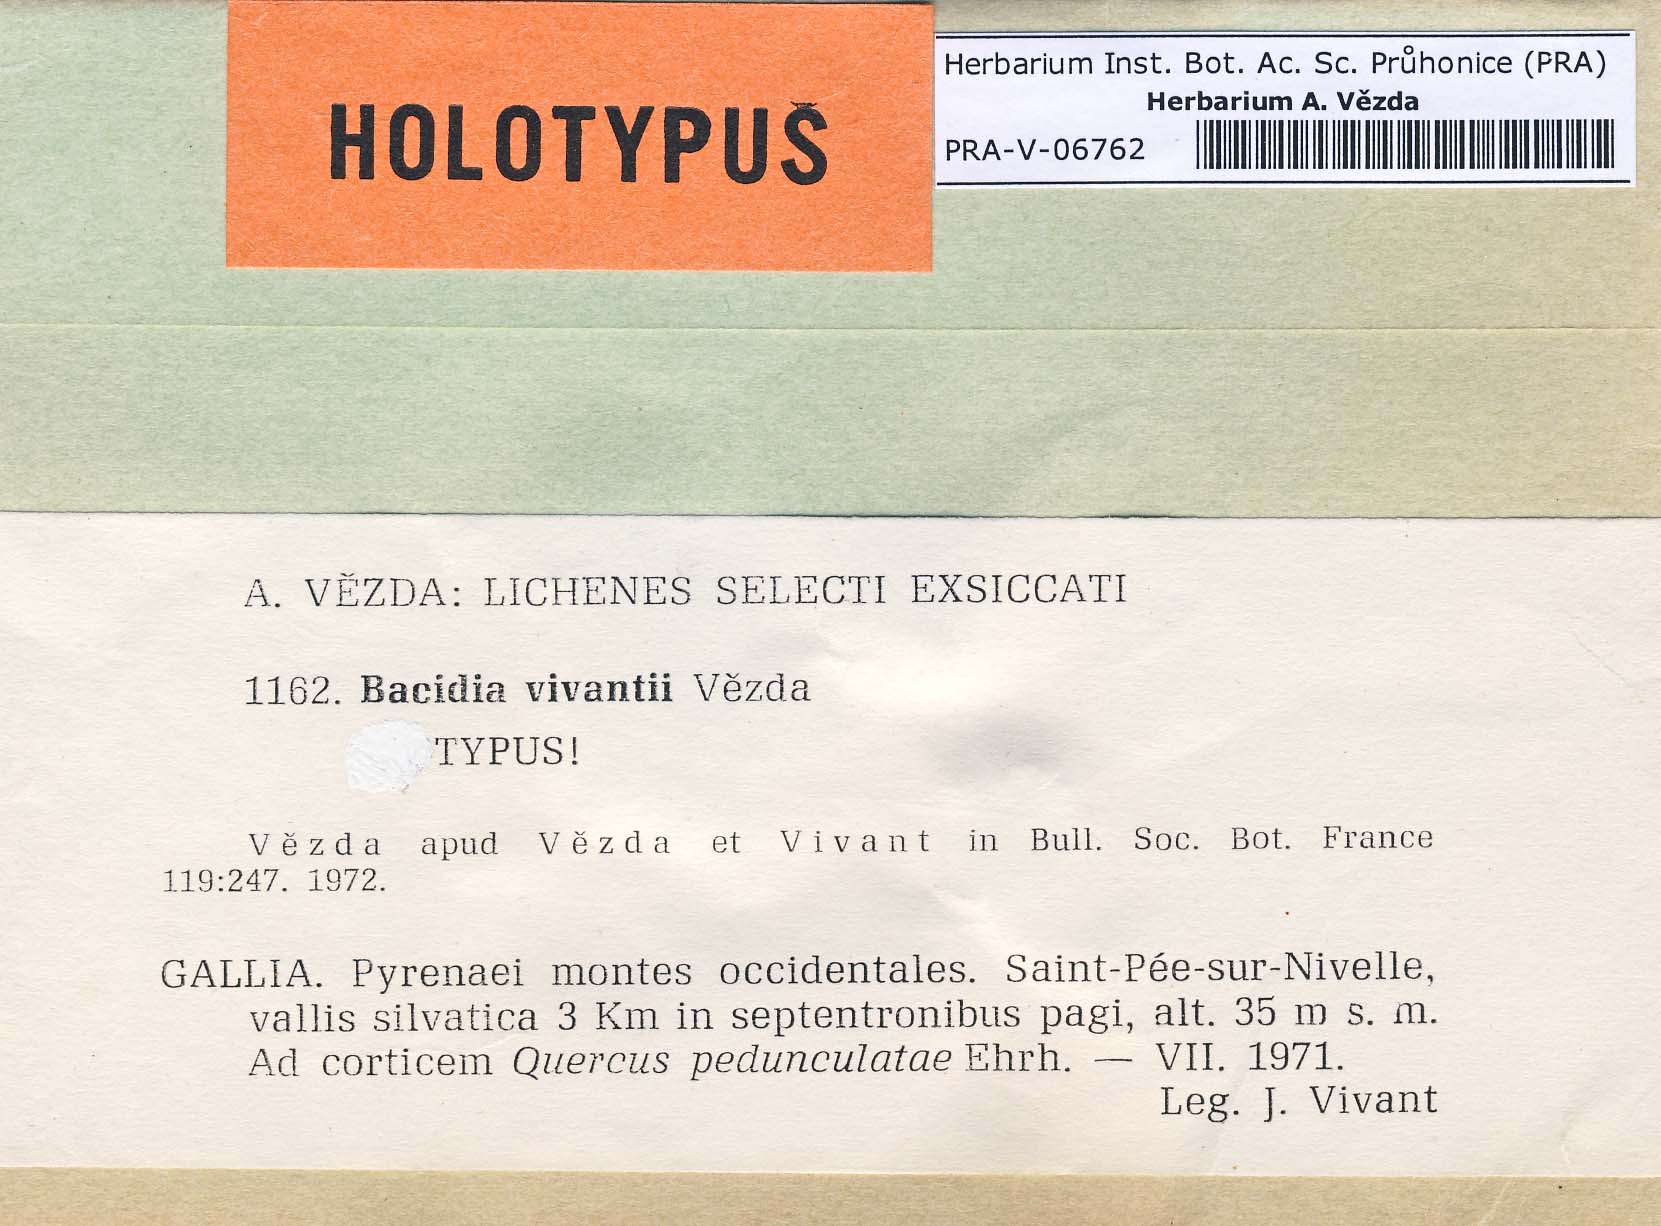 HOLOTYPUŠ
Herbarium Inst. Bot. Ac. Sc. Průhonice (PRA)
Herbarium A. Vězda
PRA-V-06762
A. VĚZDA: LICHENES SELECTI EXSICCATI
1162. Bacidia vivantii Vězda
TYPUS!
Vězda apud Vězda et Vivant in Bull. Soc. Bot. France
119:247. 1972.
GALLIA. Pyrenaei montes occidentales. Saint-Pée-sur-Nivelle,
vallis silvatica 3 Km in septentronibus pagi, alt. 35 m s. m.
Ad corticem Quercus pedunculatae Ehrh. — VII. 1971.
Leg. J. Vivant